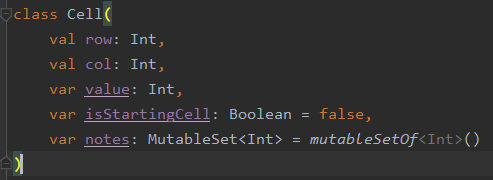 class Cell(
    val row: Int,
    val col: Int,
    var value: Int,
    var isStartingCell: Boolean = false,
    var notes: MutableSet<Int> = mutableSetOf<Int>()
)